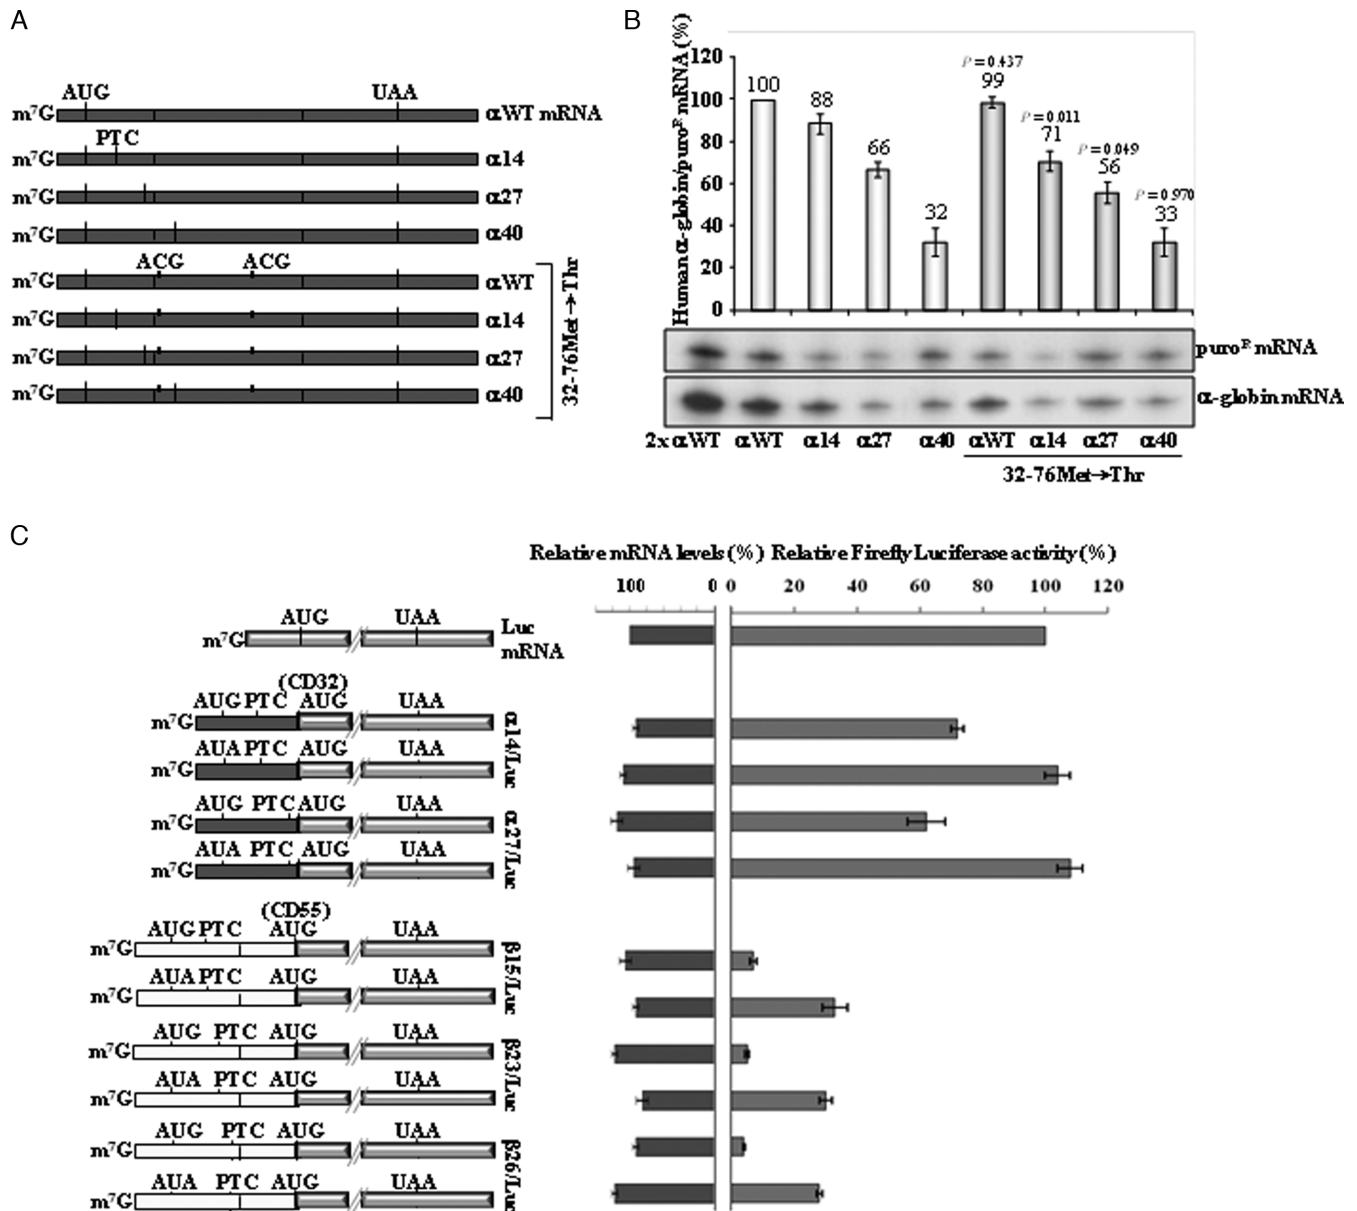 A
AUG UAA
m⁷G αWT mRNA
PTC
m⁷G α14
m⁷G α27
m⁷G α40
ACG ACG
m⁷G αWT
m⁷G α14
m⁷G α27
m⁷G α40
32-76Met→Thr
B
Human α-globin/puroᴿ mRNA (%)
120
100
80
60
40
20
0
100
88
66
32
P = 0.437
99
P = 0.011
71
P = 0.049
56
P = 0.970
33
puroᴿ mRNA
α-globin mRNA
2x αWT αWT α14 α27 α40 αWT α14 α27 α40
32-76Met→Thr
C
Relative mRNA levels (%) Relative Firefly Luciferase activity (%)
100 0 0 20 40 60 80 100 120
AUG UAA
m⁷G Luc mRNA
(CD32)
AUG PTC AUG UAA
m⁷G
α14/Luc
AUA PTC AUG UAA
m⁷G
AUG PTC AUG UAA
m⁷G
α27/Luc
AUA PTC AUG UAA
m⁷G
(CD55)
AUG PTC AUG UAA
m⁷G
β15/Luc
AUA PTC AUG UAA
m⁷G
AUG PTC AUG UAA
m⁷G
β23/Luc
AUA PTC AUG UAA
m⁷G
AUG PTC AUG UAA
m⁷G
β26/Luc
AUA PTC AUG UAA
m⁷G